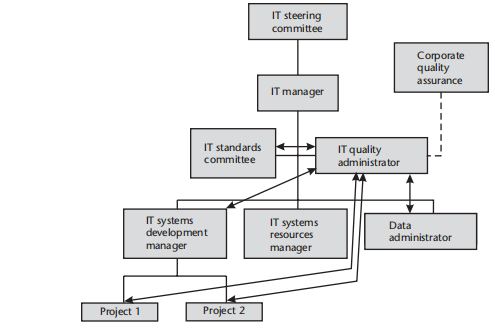 IT steering
committee
Corporate
quality
assurance
IT manager
IT standards
committee
IT quality
administrator
IT systems
development
manager
IT systems
resources
manager
Data
administrator
Project 1
Project 2